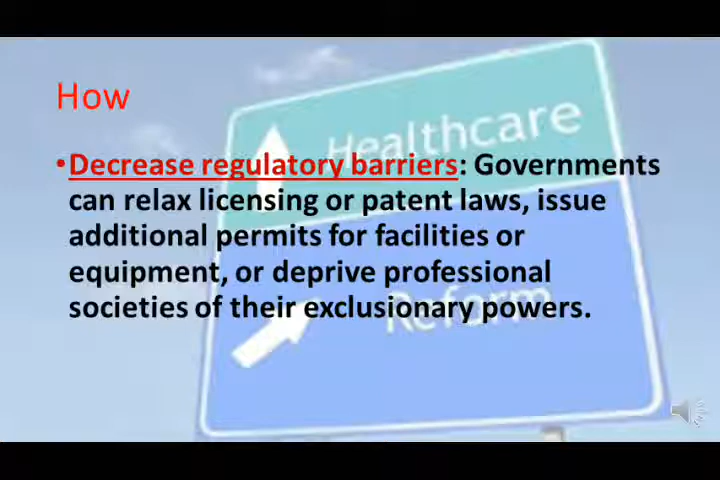 How
•Decrease regulatory barriers: Governments
can relax licensing or patent laws, issue
additional permits for facilities or
equipment, or deprive professional
societies of their exclusionary powers.
Healthcare
Reform